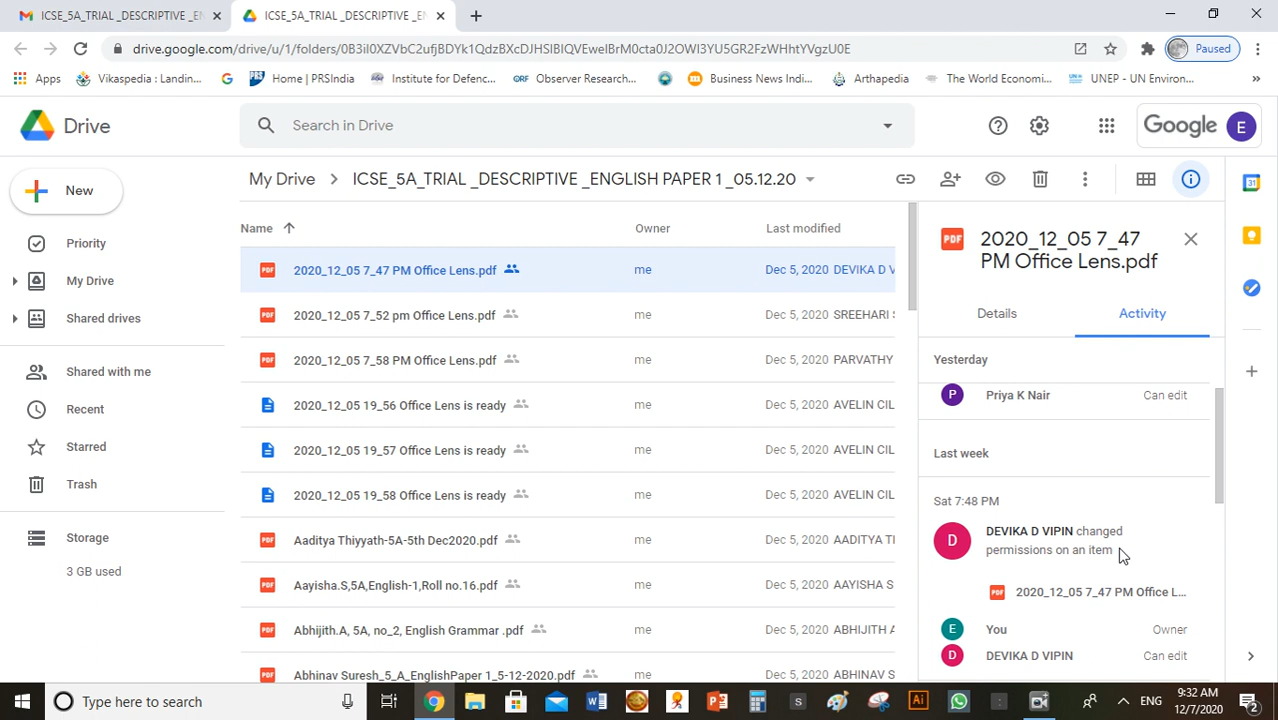 ICSE_5A_TRIAL _DESCRIPTIVE _EN
ICSE_5A_TRIAL _DESCRIPTIVE _EN
drive.google.com/drive/u/1/folders/0B3il0XZVbC2ufjBDYk1QdzBXcDJHSlBIQVEwelBrM0cta0J2OWI3YU5GR2FzWHhtYVgzU0E
Paused
Apps
Vikaspedia : Landin...
Home | PRSIndia
Institute for Defenc...
Observer Research...
Business News Indi...
Arthapedia
The World Economi...
UNEP - UN Environ...
Drive
Search in Drive
Google
E
New
My Drive
ICSE_5A_TRIAL _DESCRIPTIVE _ENGLISH PAPER 1 _05.12.20
Priority
My Drive
Shared drives
Shared with me
Recent
Starred
Trash
Storage
3 GB used
Name
Owner
Last modified
2020_12_05 7_47 PM Office Lens.pdf me Dec 5, 2020 DEVIKA D V
2020_12_05 7_52 pm Office Lens.pdf me Dec 5, 2020 SREEHARI S
2020_12_05 7_58 PM Office Lens.pdf me Dec 5, 2020 PARVATHY
2020_12_05 19_56 Office Lens is ready me Dec 5, 2020 AVELIN CIL
2020_12_05 19_57 Office Lens is ready me Dec 5, 2020 AVELIN CIL
2020_12_05 19_58 Office Lens is ready me Dec 5, 2020 AVELIN CIL
Aaditya Thiyyath-5A-5th Dec2020.pdf me Dec 5, 2020 AADITYA TI
Aayisha.S,5A,English-1,Roll no.16.pdf me Dec 5, 2020 AAYISHA S
Abhijith.A, 5A, no_2, English Grammar .pdf me Dec 5, 2020 ABHIJITH A
Abhinav Suresh_5_A_EnglishPaper 1_5-12-2020.pdf me Dec 5, 2020 ABHINAV S
PDF
2020_12_05 7_47
PM Office Lens.pdf
Details
Activity
Yesterday
P Priya K Nair Can edit
Last week
Sat 7:48 PM
D
DEVIKA D VIPIN changed
permissions on an item
2020_12_05 7_47 PM Office L...
E You Owner
D DEVIKA D VIPIN Can edit
31
Type here to search
ENG
9:32 AM
12/7/2020
2